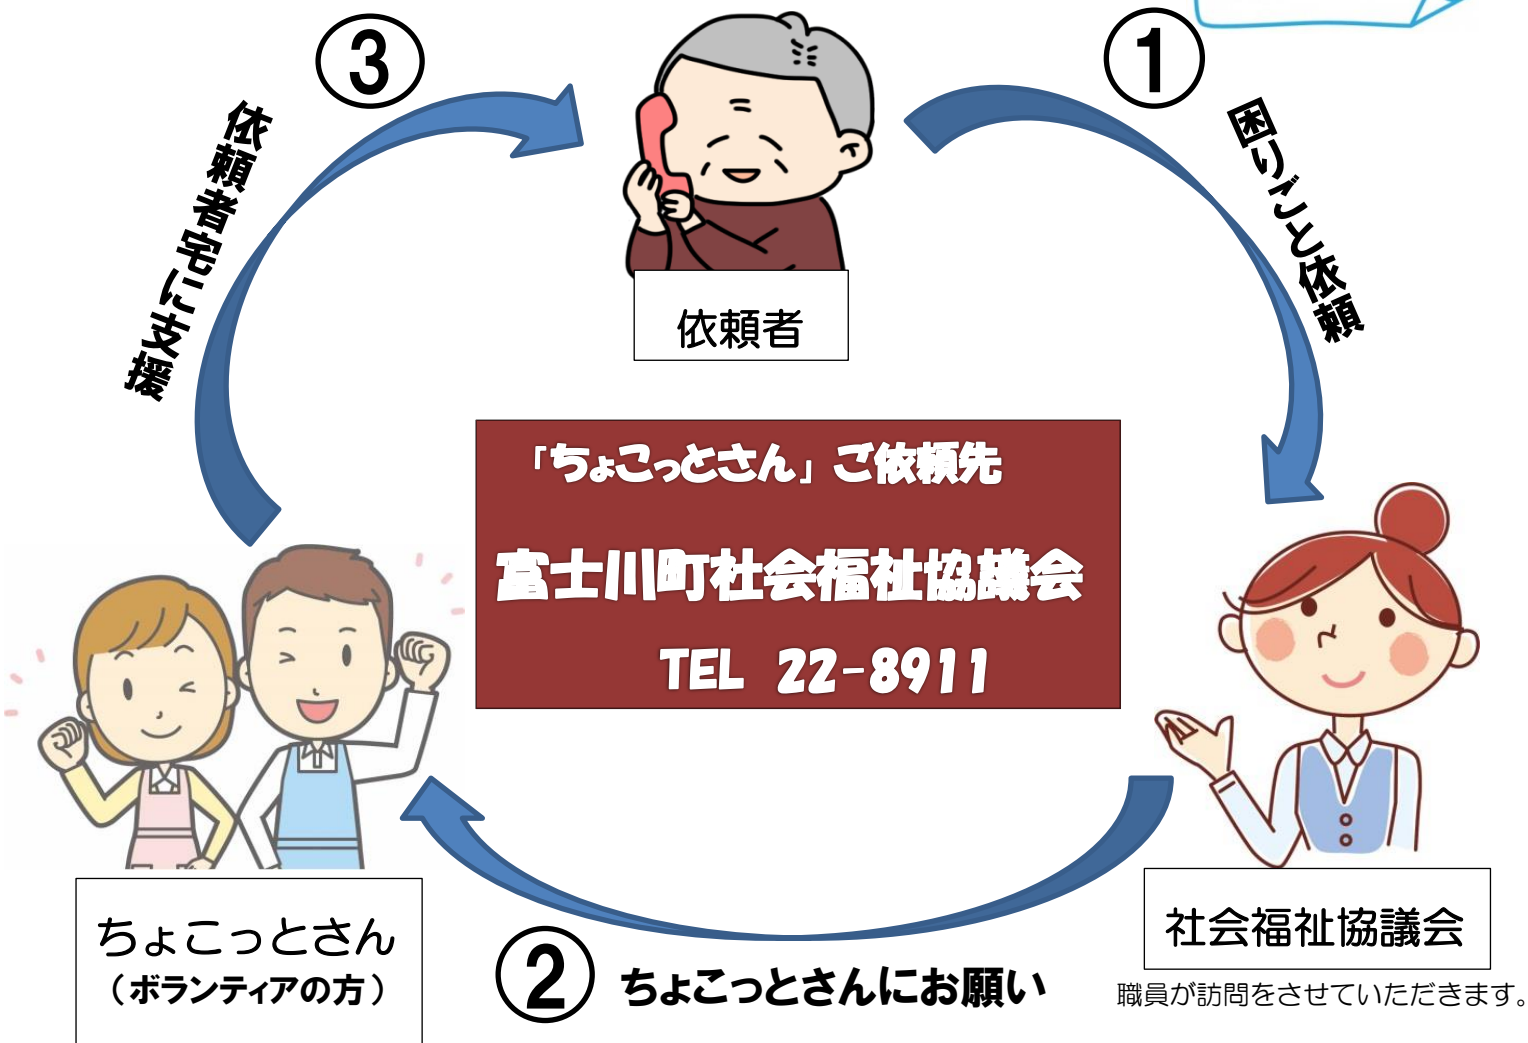 ③
①
依頼者宅に支援
困りごと依頼
依頼者
「ちょこっとさん」ご依頼先
富士川町社会福祉協議会
TEL 22-8911
ちょこっとさん
（ボランティアの方）
②
ちょこっとさんにお願い
社会福祉協議会
職員が訪問をさせていただきます。